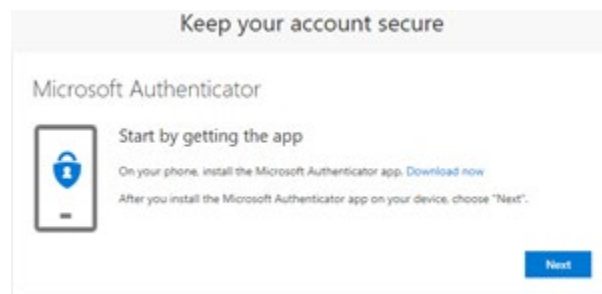 Keep your account secure
Microsoft Authenticator
Start by getting the app
On your phone, install the Microsoft Authenticator app. Download now
After you install the Microsoft Authenticator app on your device, choose "Next".
Next